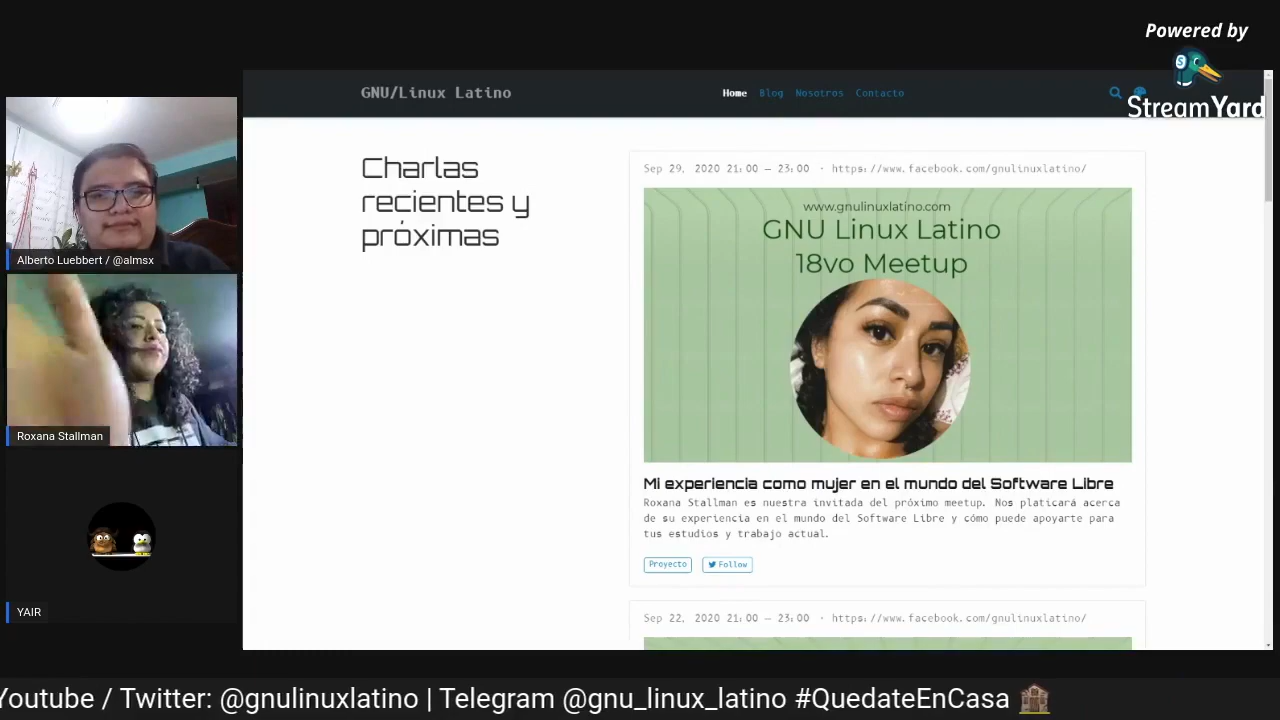 Powered by
StreamYard
GNU/Linux Latino
Home Blog Nosotros Contacto
Alberto Luebbert / @almsx
Roxana Stallman
YAIR
Charlas
recientes y
próximas
Sep 29, 2020 21:00 – 23:00 · https://www.facebook.com/gnulinuxlatino/
www.gnulinuxlatino.com
GNU Linux Latino
18vo Meetup
Mi experiencia como mujer en el mundo del Software Libre
Roxana Stallman es nuestra invitada del próximo meetup. Nos platicará acerca
de su experiencia en el mundo del Software Libre y cómo puede apoyarte para
tus estudios y trabajo actual.
Proyecto Follow
Sep 22, 2020 21:00 – 23:00 · https://www.facebook.com/gnulinuxlatino/
Youtube / Twitter: @gnulinuxlatino | Telegram @gnu_linux_latino #QuedateEnCasa